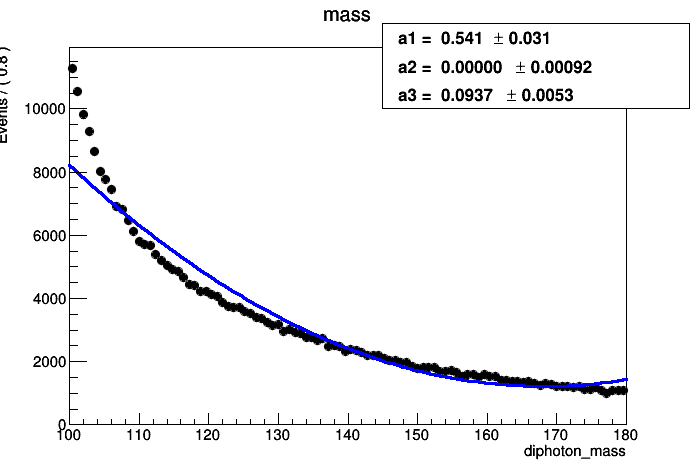 mass
a1 = 0.541 ± 0.031
a2 = 0.00000 ± 0.00092
a3 = 0.0937 ± 0.0053
Events / ( 0.8 )
10000
8000
6000
4000
2000
0
100 110 120 130 140 150 160 170 180
diphoton_mass